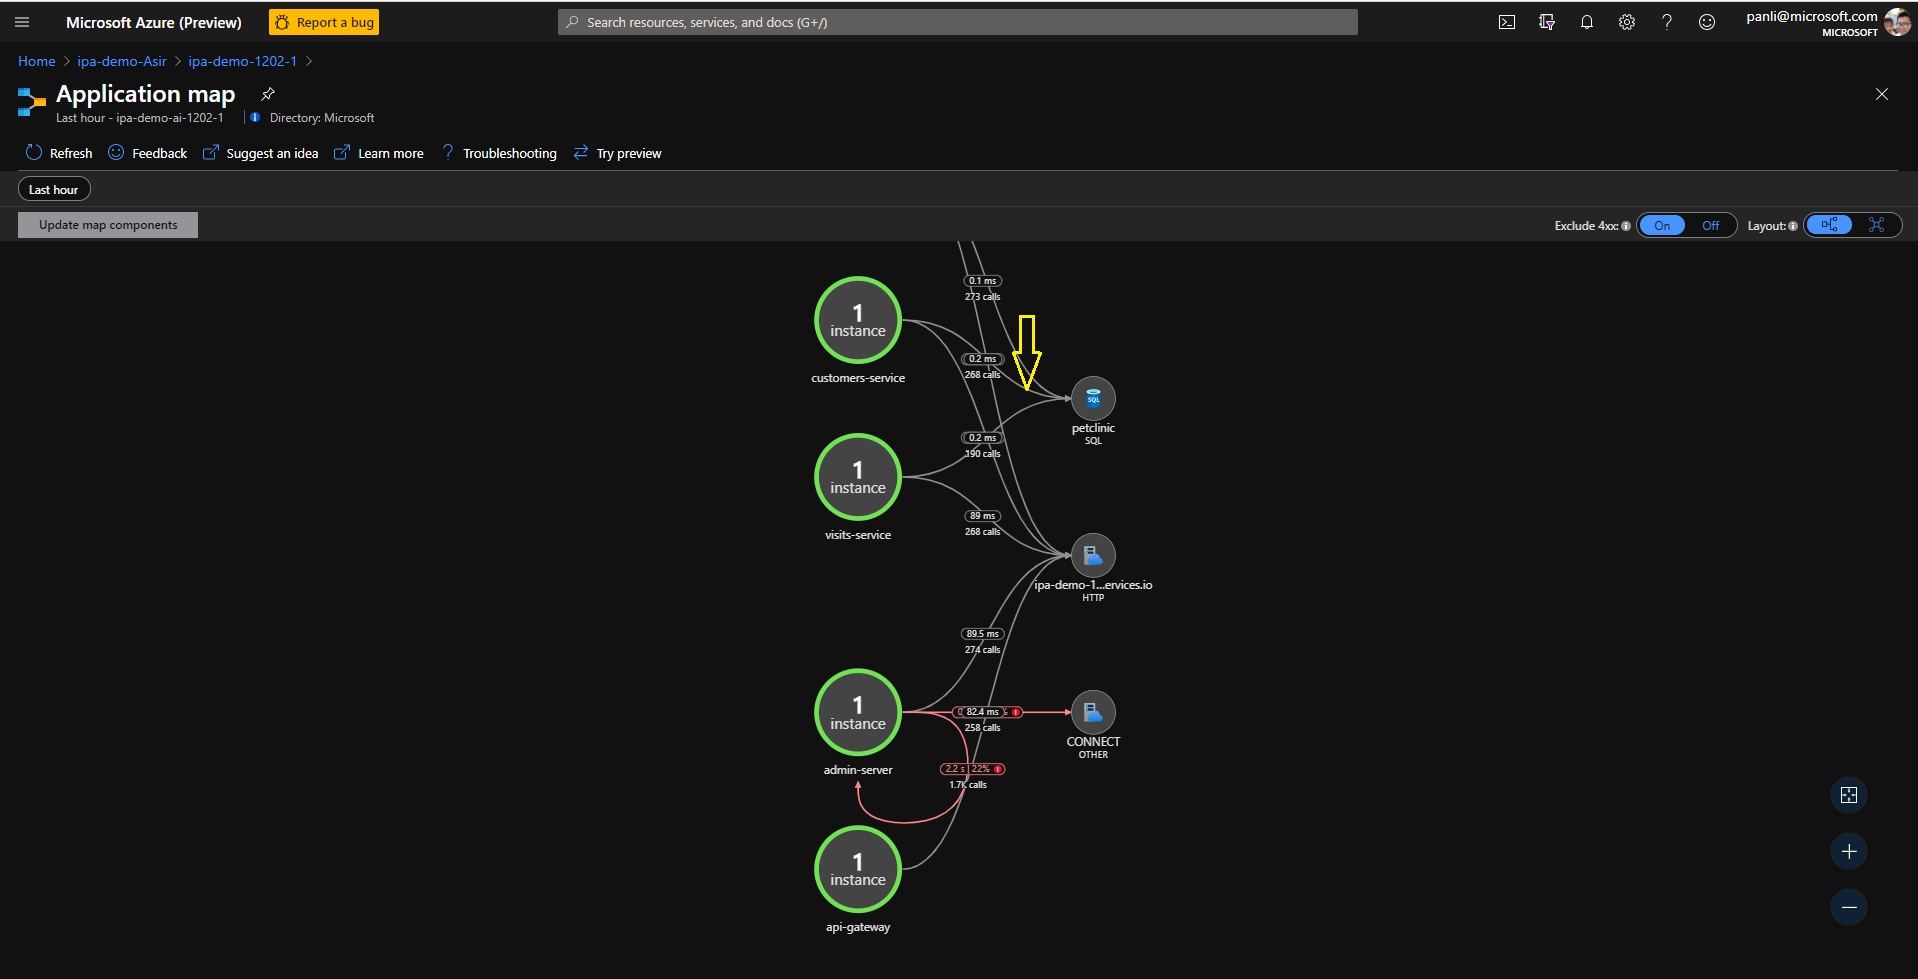 Microsoft Azure (Preview)
Report a bug
Search resources, services, and docs (G+/)
panli@microsoft.com
MICROSOFT
Home > ipa-demo-Asir > ipa-demo-1202-1 >
Application map
Last hour - ipa-demo-ai-1202-1
Directory: Microsoft
Refresh
Feedback
Suggest an idea
Learn more
Troubleshooting
Try preview
Last hour
Update map components
Exclude 4xx:
On
Off
Layout:
0.1 ms
273 calls
1
instance
customers-service
0.2 ms
268 calls
SQL
petclinic
SQL
0.2 ms
190 calls
1
instance
visits-service
89 ms
268 calls
ipa-demo-1...ervices.io
HTTP
89.5 ms
274 calls
1
instance
admin-server
82.4 ms
258 calls
CONNECT
OTHER
2.2 s | 22%
1.7K calls
1
instance
api-gateway